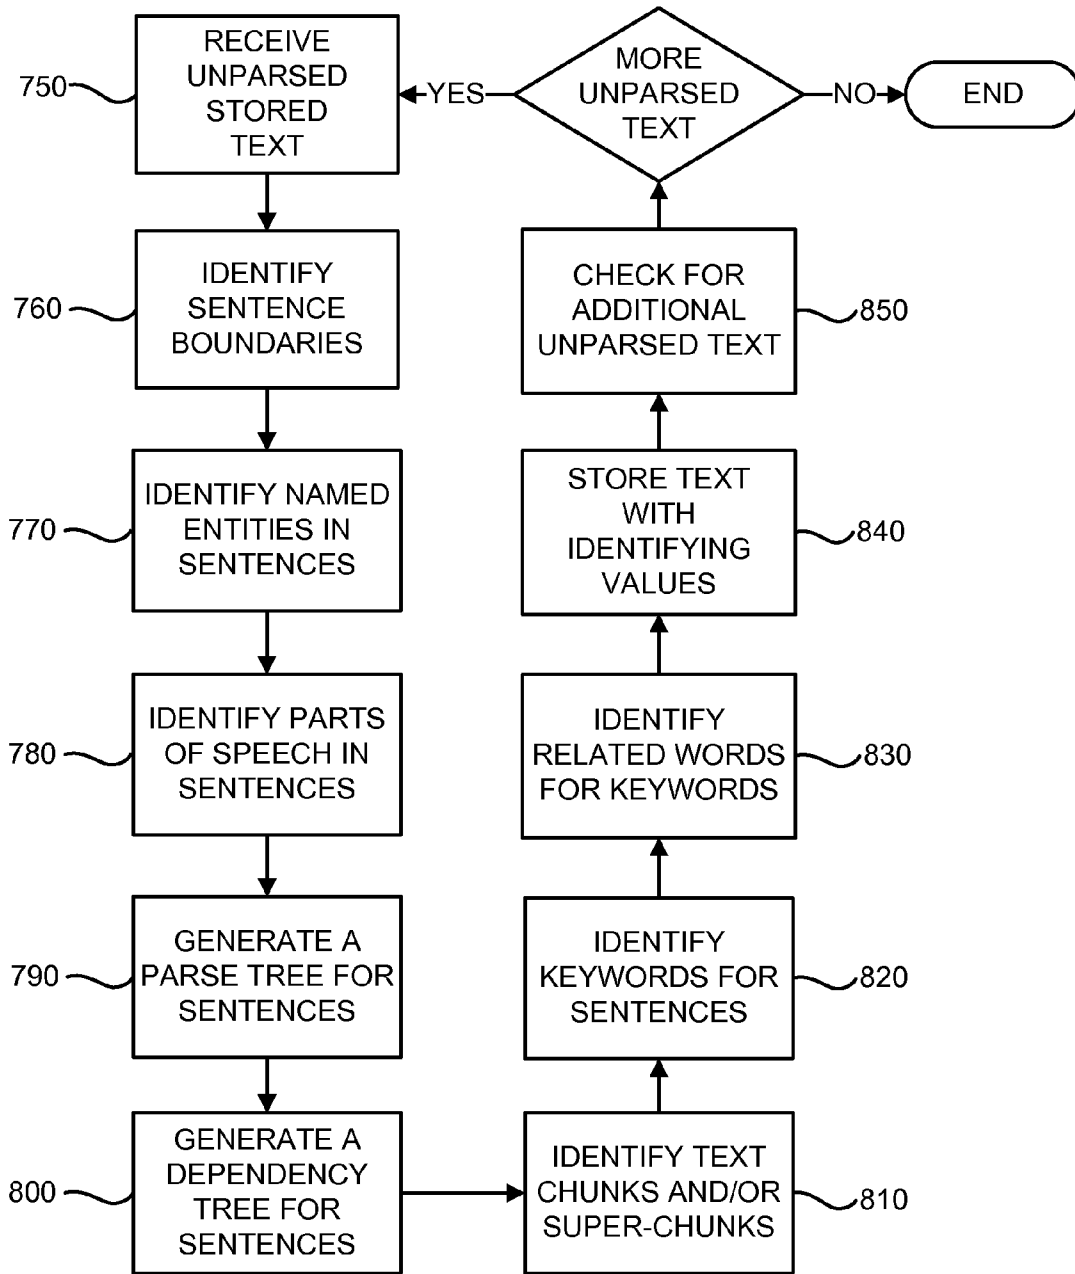 750
RECEIVE
UNPARSED
STORED
TEXT
YES
MORE
UNPARSED
TEXT
NO
END
760
IDENTIFY
SENTENCE
BOUNDARIES
CHECK FOR
ADDITIONAL
UNPARSED TEXT
850
770
IDENTIFY NAMED
ENTITIES IN
SENTENCES
STORE TEXT
WITH
IDENTIFYING
VALUES
840
780
IDENTIFY PARTS
OF SPEECH IN
SENTENCES
IDENTIFY
RELATED WORDS
FOR KEYWORDS
830
790
GENERATE A
PARSE TREE FOR
SENTENCES
IDENTIFY
KEYWORDS FOR
SENTENCES
820
800
GENERATE A
DEPENDENCY
TREE FOR
SENTENCES
IDENTIFY TEXT
CHUNKS AND/OR
SUPER-CHUNKS
810